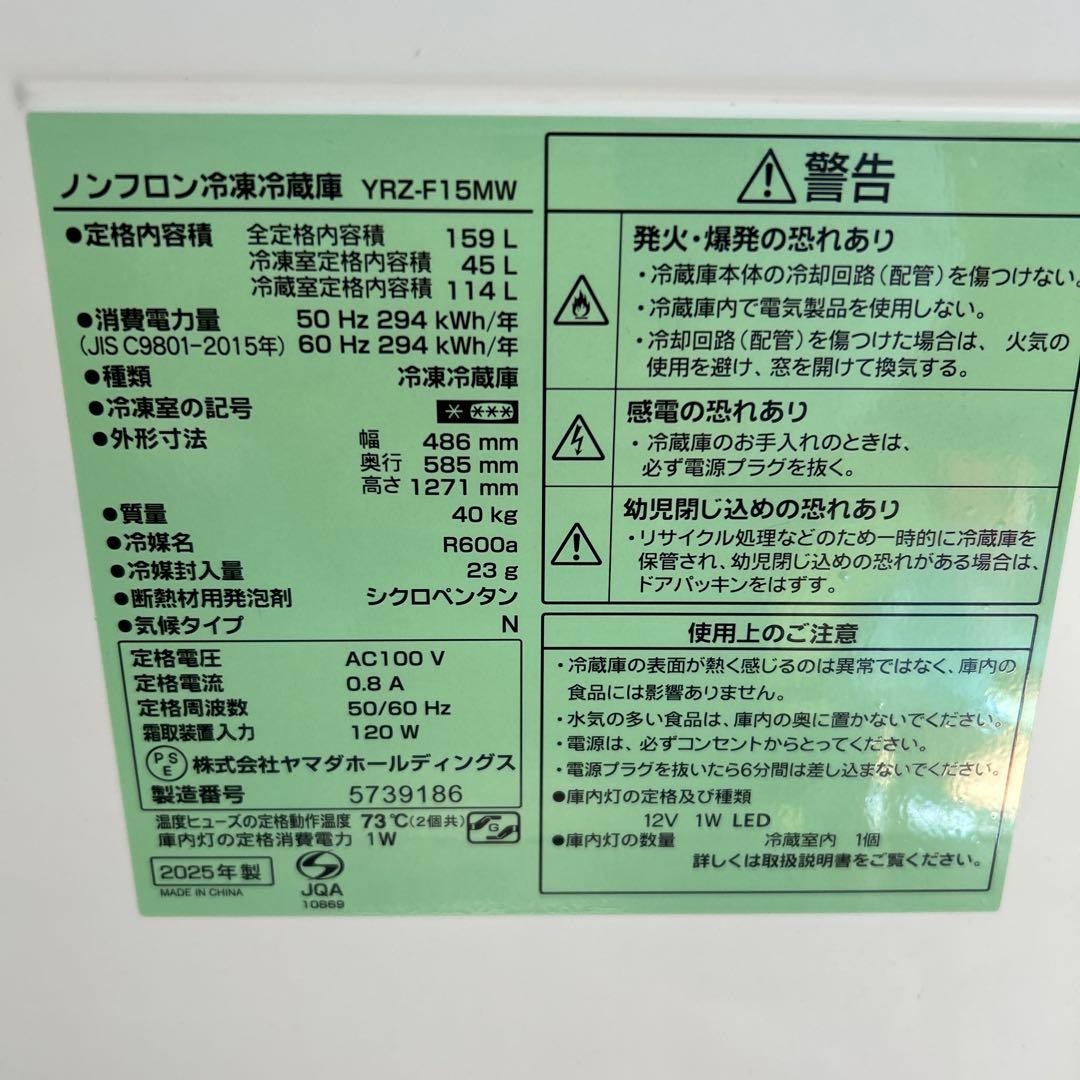 ノンフロン冷凍冷蔵庫 YRZ-F15MW
●定格内容積 全定格内容積 159 L
冷凍室定格内容積 45 L
冷蔵室定格内容積 114 L
●消費電力量 50 Hz 294 kWh/年
(JIS C9801-2015年) 60 Hz 294 kWh/年
●種類 冷凍冷蔵庫
●冷凍室の記号 * ***
●外形寸法 幅 486 mm
奥行 585 mm
高さ 1271 mm
●質量 40 kg
●冷媒名 R600a
●冷媒封入量 23 g
●断熱材用発泡剤 シクロペンタン
●気候タイプ N
定格電圧 AC100 V
定格電流 0.8 A
定格周波数 50/60 Hz
霜取装置入力 120 W
PSE 株式会社ヤマダホールディングス
製造番号 5739186
温度ヒューズの定格動作温度 73℃(2個共)
庫内灯の定格消費電力 1W
G
2025年製
MADE IN CHINA
JQA
10869
警告
発火・爆発の恐れあり
・冷蔵庫本体の冷却回路(配管)を傷つけない。
・冷蔵庫内で電気製品を使用しない。
・冷却回路(配管)を傷つけた場合は、火気の
使用を避け、窓を開けて換気する。
感電の恐れあり
・冷蔵庫のお手入れのときは、
必ず電源プラグを抜く。
幼児閉じ込めの恐れあり
・リサイクル処理などのため一時的に冷蔵庫を
保管され、幼児閉じ込めの恐れがある場合は、
ドアパッキンをはずす。
使用上のご注意
・冷蔵庫の表面が熱く感じるのは異常ではなく、庫内の
食品には影響ありません。
・水気の多い食品は、庫内の奥に置かないでください。
・電源は、必ずコンセントからとってください。
・電源プラグを抜いたら6分間は差し込まないでください。
●庫内灯の定格及び種類
12V 1W LED
●庫内灯の数量 冷蔵室内 1個
詳しくは取扱説明書をご覧ください。